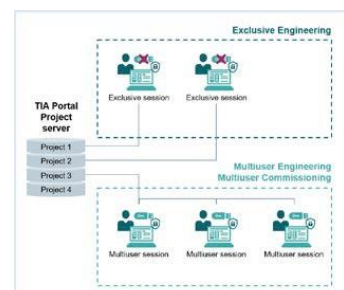 Exclusive Engineering
Exclusive session
Exclusive session
TIA Portal
Project
server
Project 1
Project 2
Project 3
Project 4
Multiuser Engineering
Multiuser Commissioning
Multiuser session
Multiuser session
Multiuser session